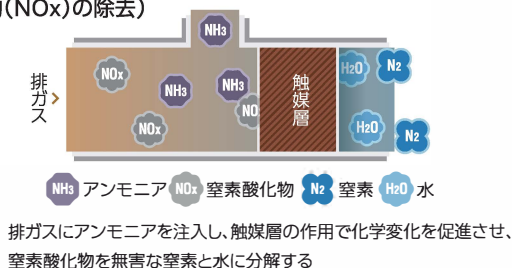 (NOx)の除去)
NH3
NOx
NH3
NH3
H2O
N2
排ガス
触媒層
NO
NOx
H2O
N2
NH3 アンモニア NOx 窒素酸化物 N2 窒素 H2O 水
排ガスにアンモニアを注入し、触媒層の作用で化学変化を促進させ、
窒素酸化物を無害な窒素と水に分解する